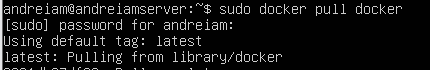 andreiam@andreiamserver:~$ sudo docker pull docker
[sudo] password for andreiam:
Using default tag: latest
latest: Pulling from library/docker